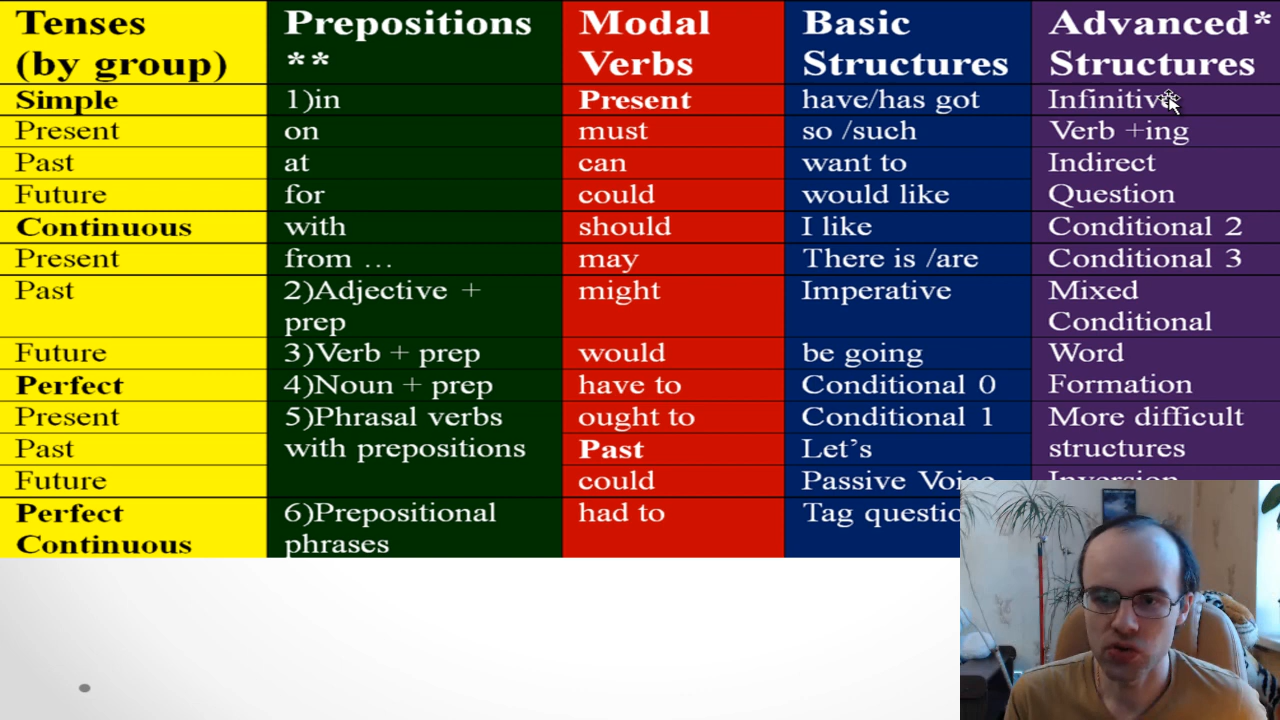 Tenses
(by group)
Simple
Present
Past
Future
Continuous
Present
Past
Future
Perfect
Present
Past
Future
Perfect
Continuous
Prepositions
**
1)in
on
at
for
with
from …
2)Adjective +
prep
3)Verb + prep
4)Noun + prep
5)Phrasal verbs
with prepositions
6)Prepositional
phrases
Modal
Verbs
Present
must
can
could
should
may
might
would
have to
ought to
Past
could
had to
Basic
Structures
have/has got
so /such
want to
would like
I like
There is /are
Imperative
be going
Conditional 0
Conditional 1
Let’s
Passive Voice
Tag questio
Advanced*
Structures
Infinitive
Verb +ing
Indirect
Question
Conditional 2
Conditional 3
Mixed
Conditional
Word
Formation
More difficult
structures
Inversion